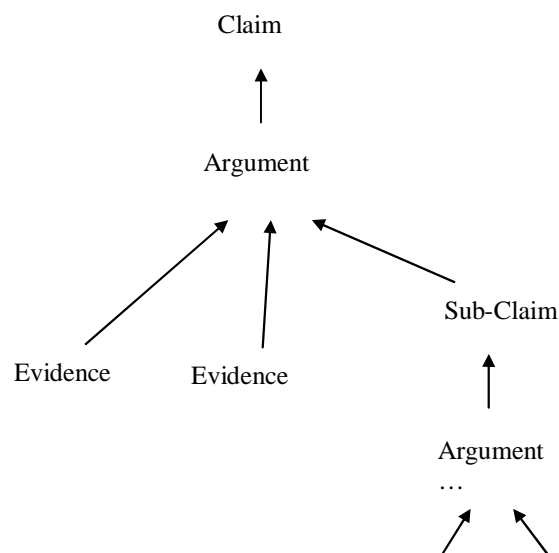 Claim
Argument
Sub-Claim
Evidence Evidence
Argument
…